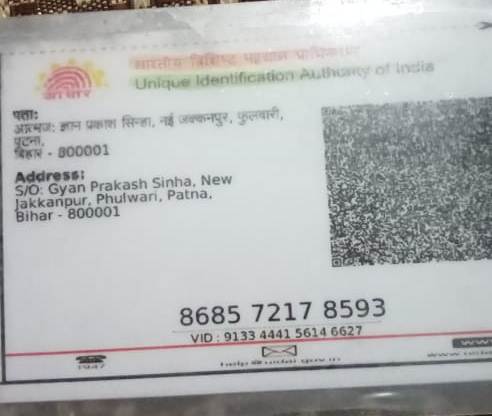 भारतीय विशिष्ट पहचान प्राधिकरण
Unique Identification Authority of India
आधार
पता:
आत्मज: ज्ञान प्रकाश सिन्हा, नई जक्कनपुर, फुलवारी,
पटना,
बिहार - 800001
Address:
S/O: Gyan Prakash Sinha, New
Jakkanpur, Phulwari, Patna,
Bihar - 800001
8685 7217 8593
VID : 9133 4441 5614 6627
1947
help@uidai.gov.in
www